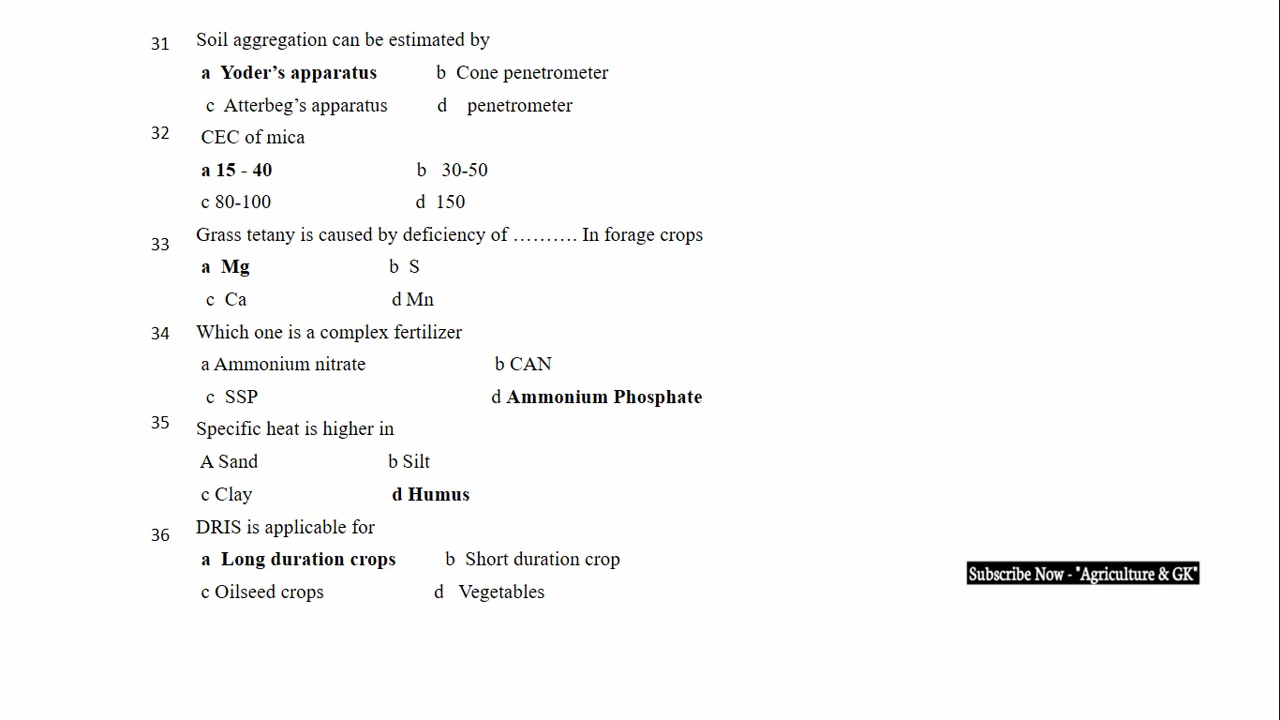 31 Soil aggregation can be estimated by
a Yoder's apparatus b Cone penetrometer
c Atterbeg's apparatus d penetrometer
32 CEC of mica
a 15 - 40 b 30-50
c 80-100 d 150
33 Grass tetany is caused by deficiency of ………. In forage crops
a Mg b S
c Ca d Mn
34 Which one is a complex fertilizer
a Ammonium nitrate b CAN
c SSP d Ammonium Phosphate
35 Specific heat is higher in
A Sand b Silt
c Clay d Humus
36 DRIS is applicable for
a Long duration crops b Short duration crop
c Oilseed crops d Vegetables
Subscribe Now - "Agriculture & GK"